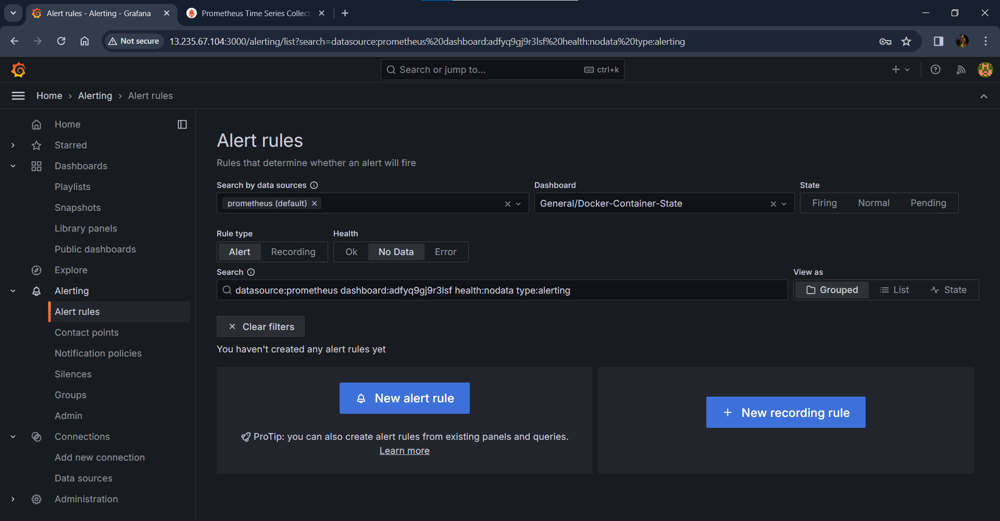 Alert rules - Alerting - Grafana
Prometheus Time Series Collect
Not secure
13.235.67.104:3000/alerting/list?search=datasource:prometheus%20dashboard:adfyq9gj9r3lsf%20health:nodata%20type:alerting
Search or jump to...
ctrl+k
Home › Alerting › Alert rules
Home
Starred
Dashboards
Playlists
Snapshots
Library panels
Public dashboards
Explore
Alerting
Alert rules
Contact points
Notification policies
Silences
Groups
Admin
Connections
Add new connection
Data sources
Administration
Alert rules
Rules that determine whether an alert will fire
Search by data sources
Dashboard
State
prometheus (default)
General/Docker-Container-State
Firing
Normal
Pending
Rule type
Health
Alert
Recording
Ok
No Data
Error
Search
View as
datasource:prometheus dashboard:adfyq9gj9r3lsf health:nodata type:alerting
Grouped
List
State
Clear filters
You haven't created any alert rules yet
New alert rule
ProTip: you can also create alert rules from existing panels and queries.
Learn more
New recording rule